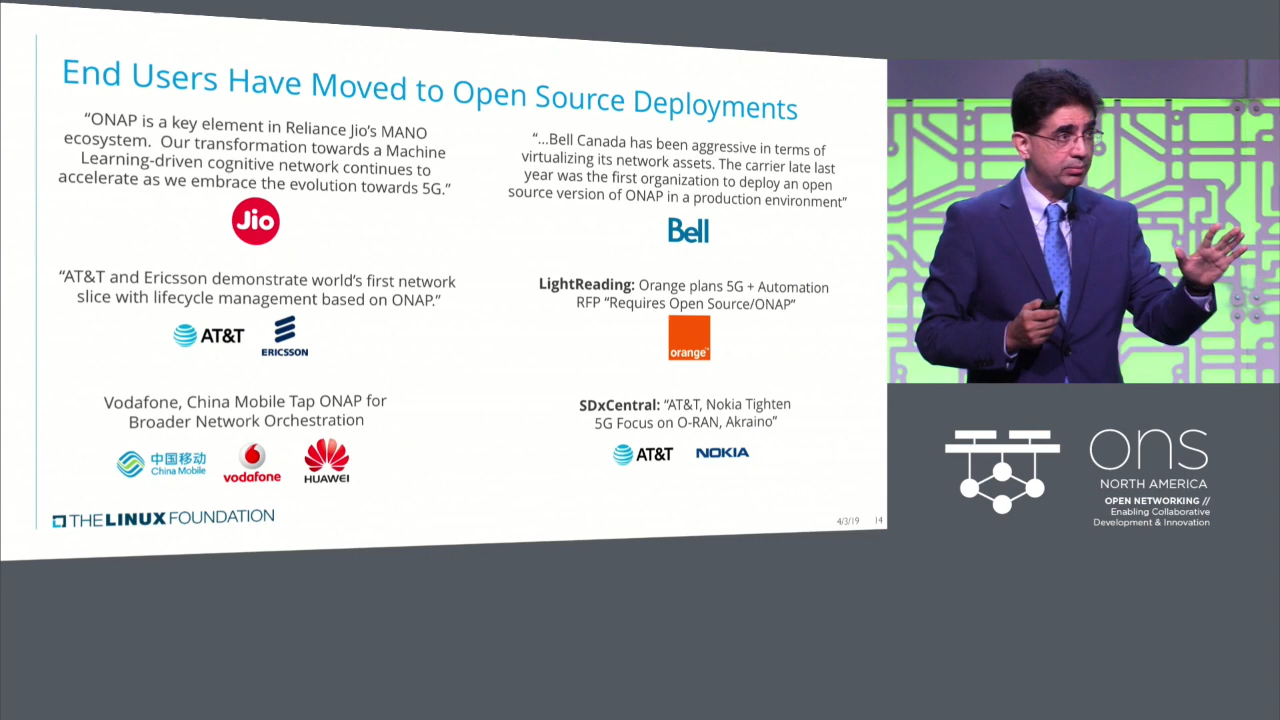 End Users Have Moved to Open Source Deployments
“ONAP is a key element in Reliance Jio’s MANO
ecosystem. Our transformation towards a Machine
Learning-driven cognitive network continues to
accelerate as we embrace the evolution towards 5G.”
Jio
“...Bell Canada has been aggressive in terms of
virtualizing its network assets. The carrier late last
year was the first organization to deploy an open
source version of ONAP in a production environment”
Bell
“AT&T and Ericsson demonstrate world’s first network
slice with lifecycle management based on ONAP.”
AT&T
ERICSSON
LightReading: Orange plans 5G + Automation
RFP “Requires Open Source/ONAP”
orange™
Vodafone, China Mobile Tap ONAP for
Broader Network Orchestration
中国移动
China Mobile
vodafone
HUAWEI
SDxCentral: “AT&T, Nokia Tighten
5G Focus on O-RAN, Akraino”
AT&T
NOKIA
THE LINUX FOUNDATION
4/3/19 14
ons
NORTH AMERICA
OPEN NETWORKING //
Enabling Collaborative
Development & Innovation